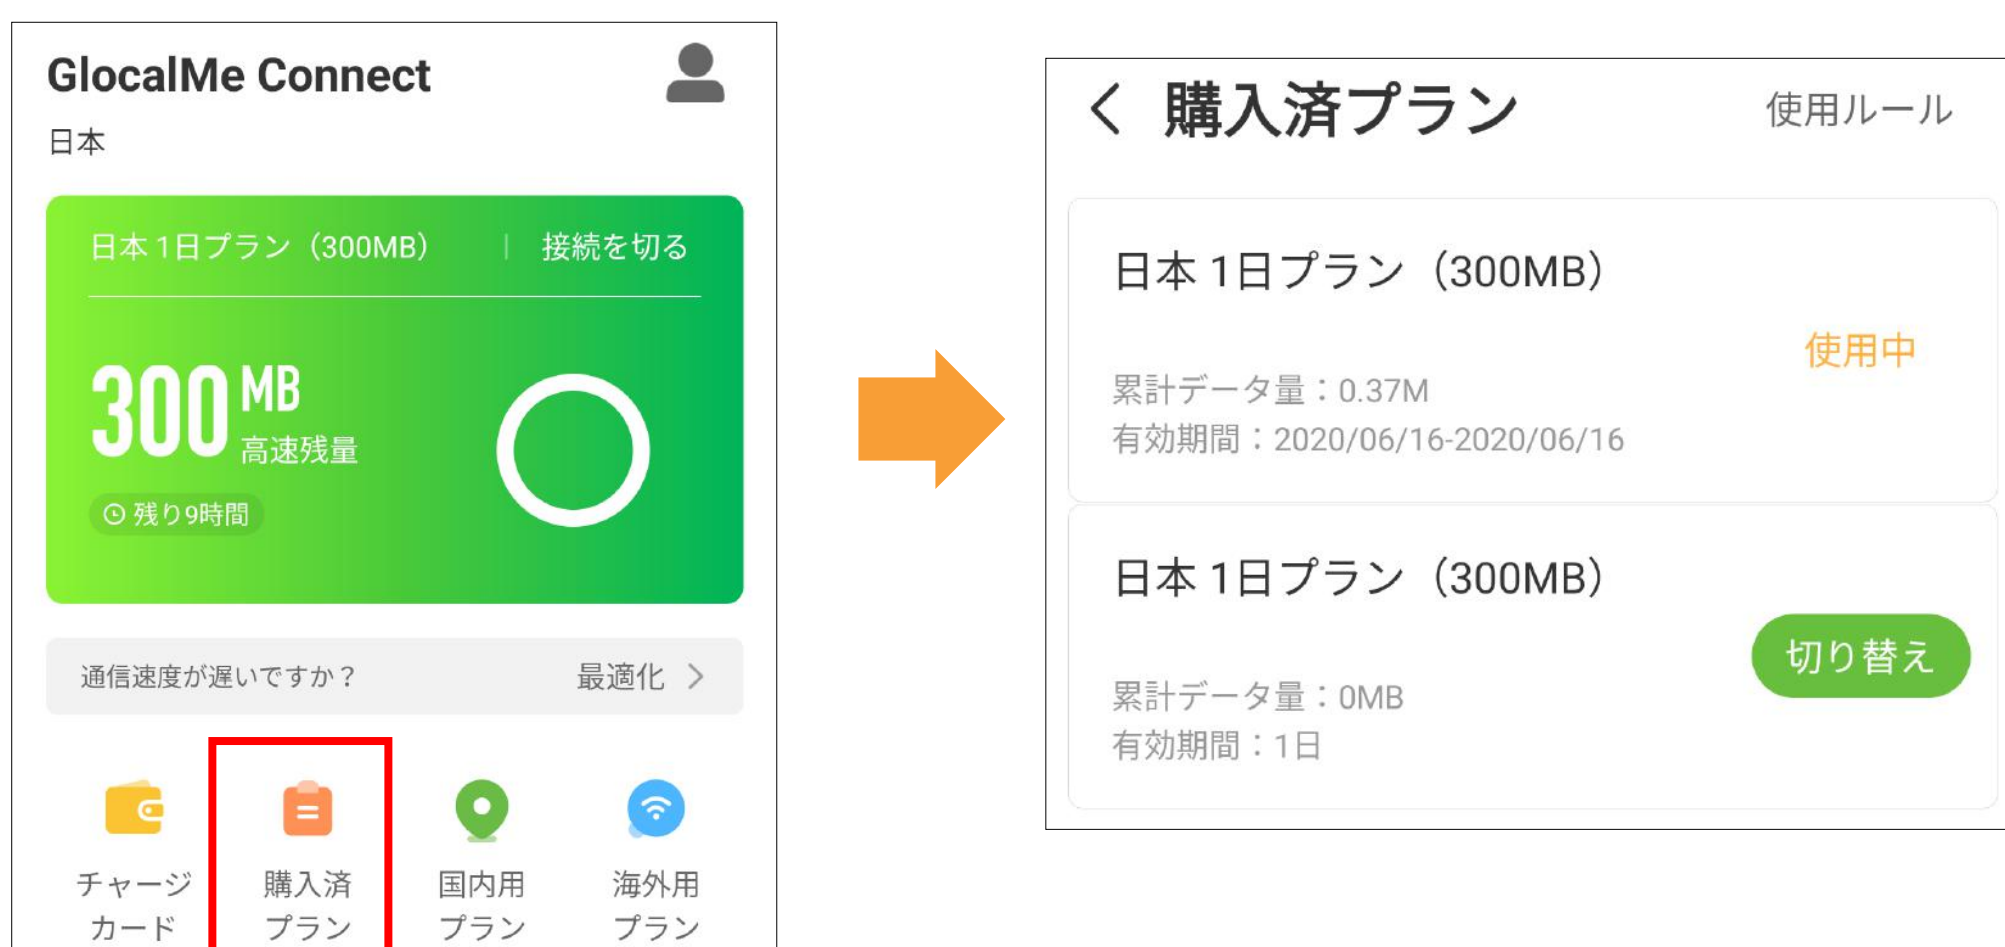 GlocalMe Connect
日本
日本 1日プラン（300MB）
接続を切る
300 MB
高速残量
残り9時間
通信速度が遅いですか？
最適化
チャージ
カード
購入済
プラン
国内用
プラン
海外用
プラン
購入済プラン
使用ルール
日本 1日プラン（300MB）
使用中
累計データ量：0.37M
有効期間：2020/06/16-2020/06/16
日本 1日プラン（300MB）
切り替え
累計データ量：0MB
有効期間：1日